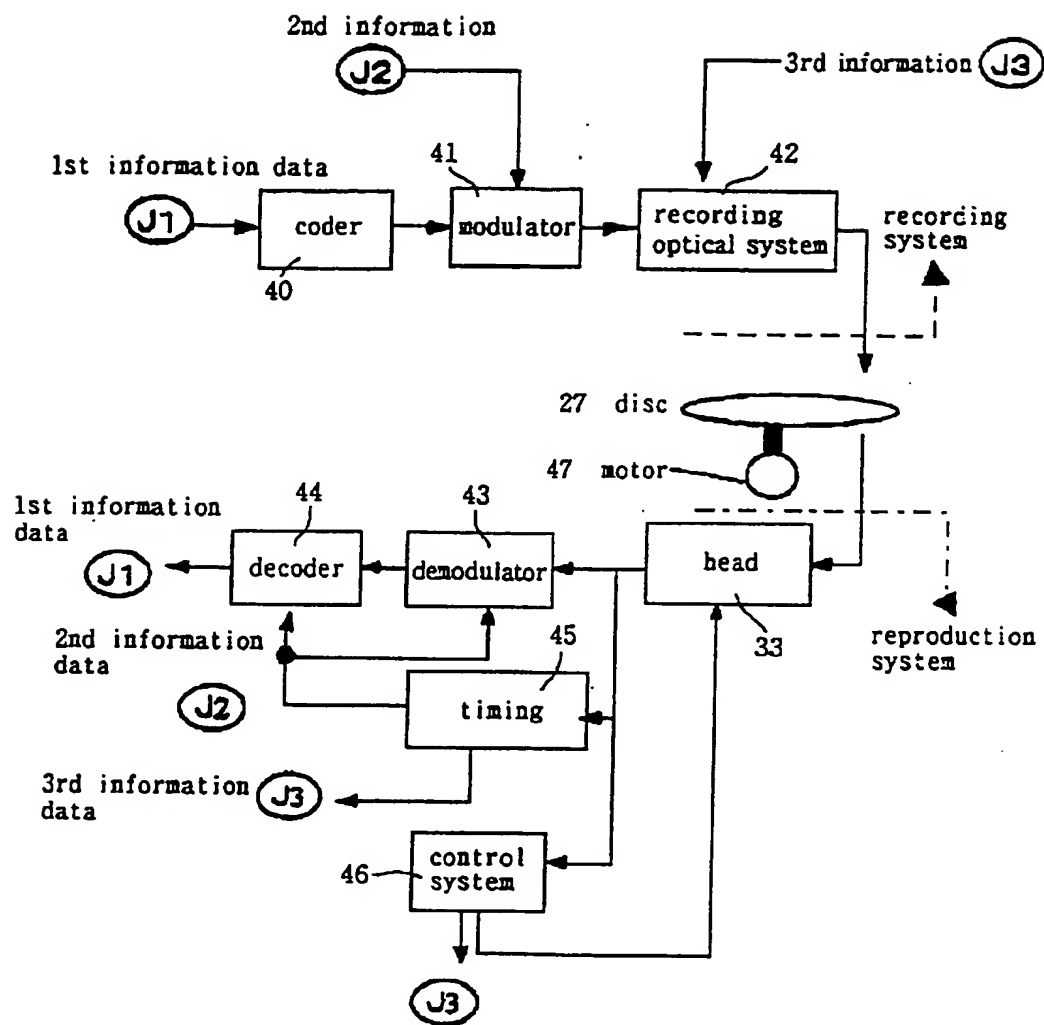 2nd information
J2
3rd information J3
1st information data
J1
41
42
coder
modulator
recording
optical system
recording
system
40
27 disc
47 motor
1st information
data
44
43
J1
decoder
demodulator
head
2nd information
data
45
33
reproduction
system
J2
timing
3rd information
data
J3
46
control
system
J3